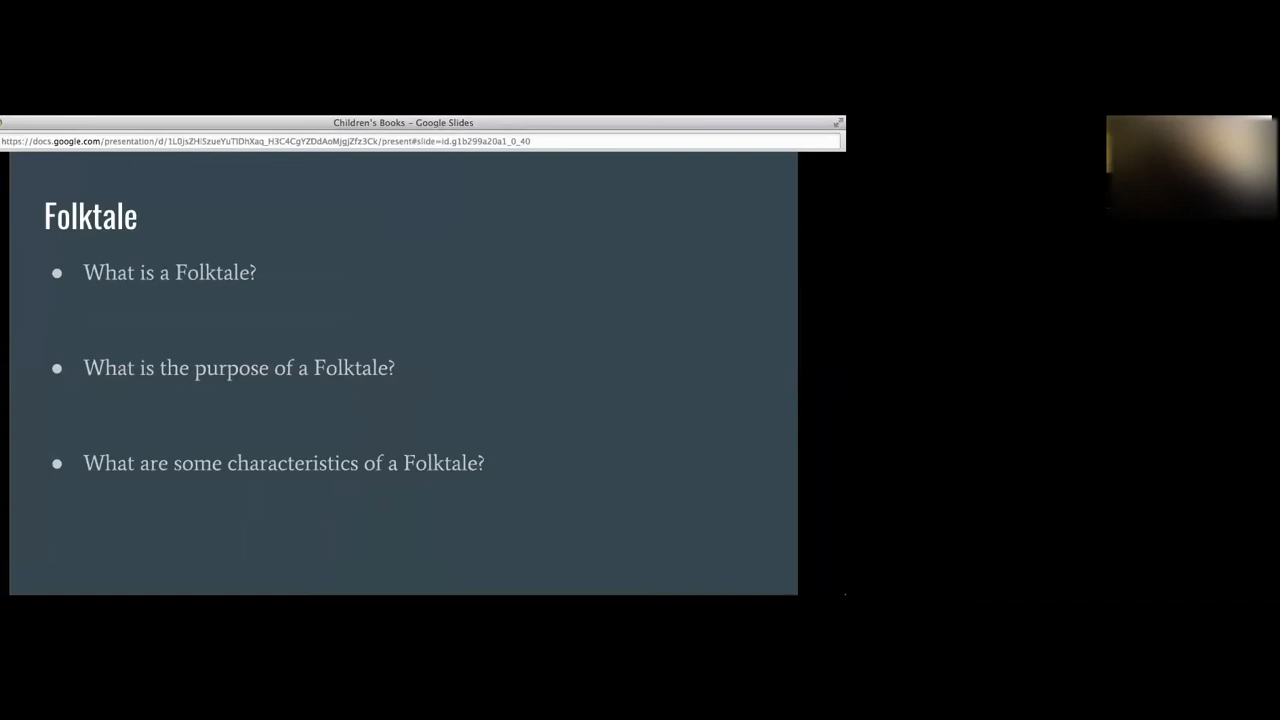 Children's Books - Google Slides
Folktale
● What is a Folktale?
● What is the purpose of a Folktale?
● What are some characteristics of a Folktale?